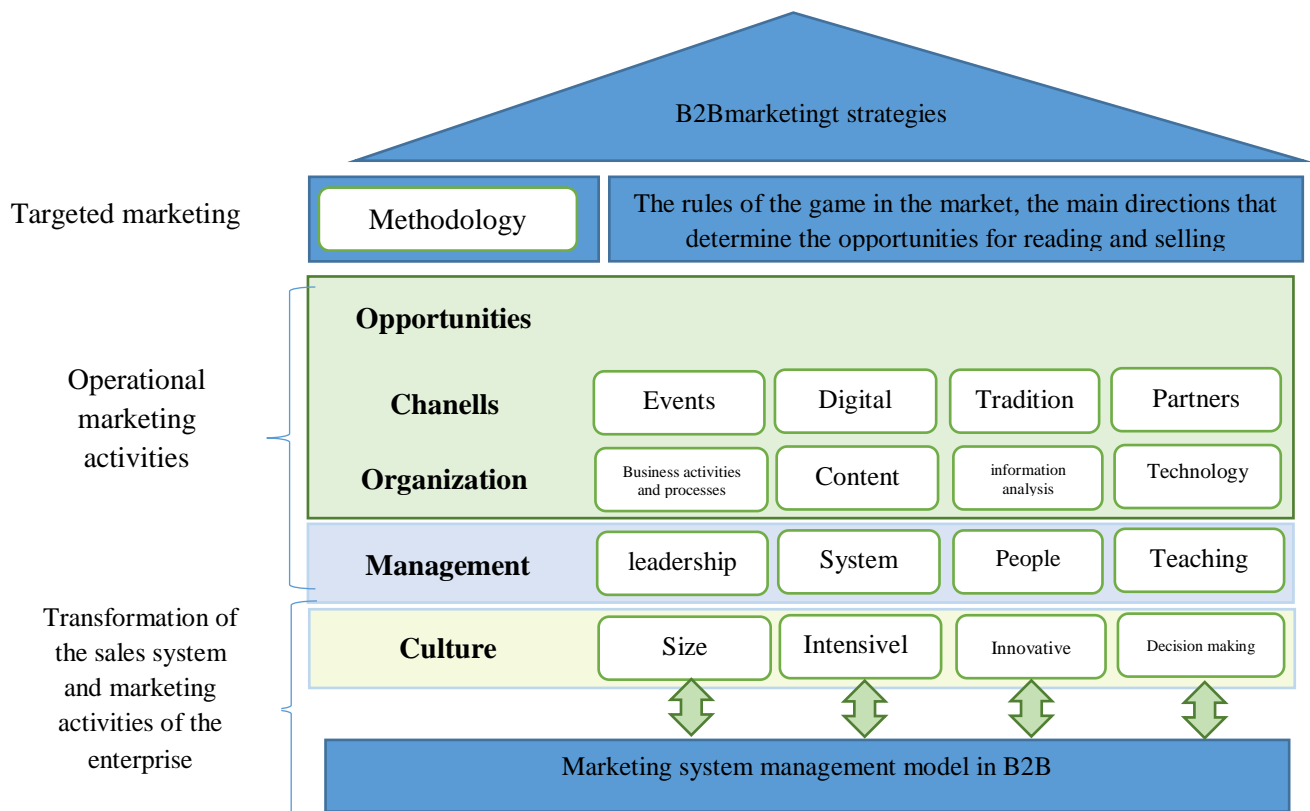 B2Bmarketingt strategies
Targeted marketing
Methodology
The rules of the game in the market, the main directions that
determine the opportunities for reading and selling
Operational
marketing
activities
Opportunities
Chanells
Events
Digital
Tradition
Partners
Organization
Business activities
and processes
Content
information
analysis
Technology
Management
leadership
System
People
Teaching
Transformation of
the sales system
and marketing
activities of the
enterprise
Culture
Size
Intensivel
Innovative
Decision making
Marketing system management model in B2B